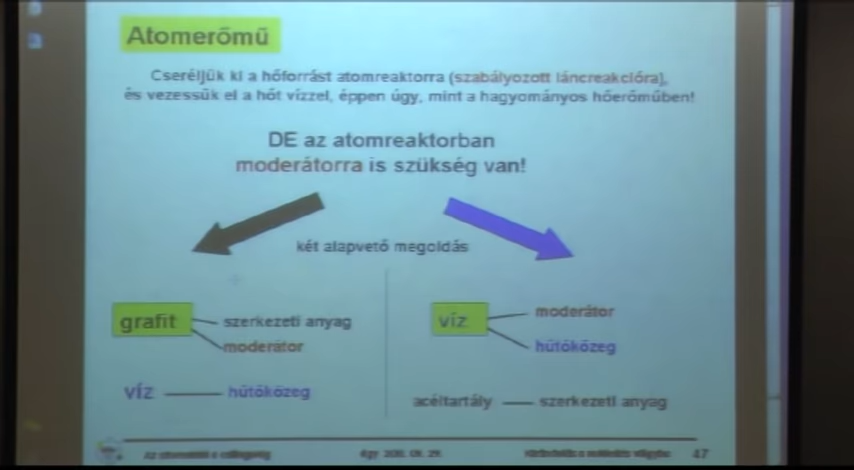 Atomerőmű
Cseréljük ki a hőforrást atomreaktorra (szabályozott láncreakcióra),
és vezessük el a hőt vízzel, éppen úgy, mint a hagyományos hőerőműben!
DE az atomreaktorban
moderátorra is szükség van!
két alapvető megoldás
grafit
szerkezeti anyag
moderátor
víz
hűtőközeg
víz
moderátor
hűtőközeg
acéltartály
szerkezeti anyag
47